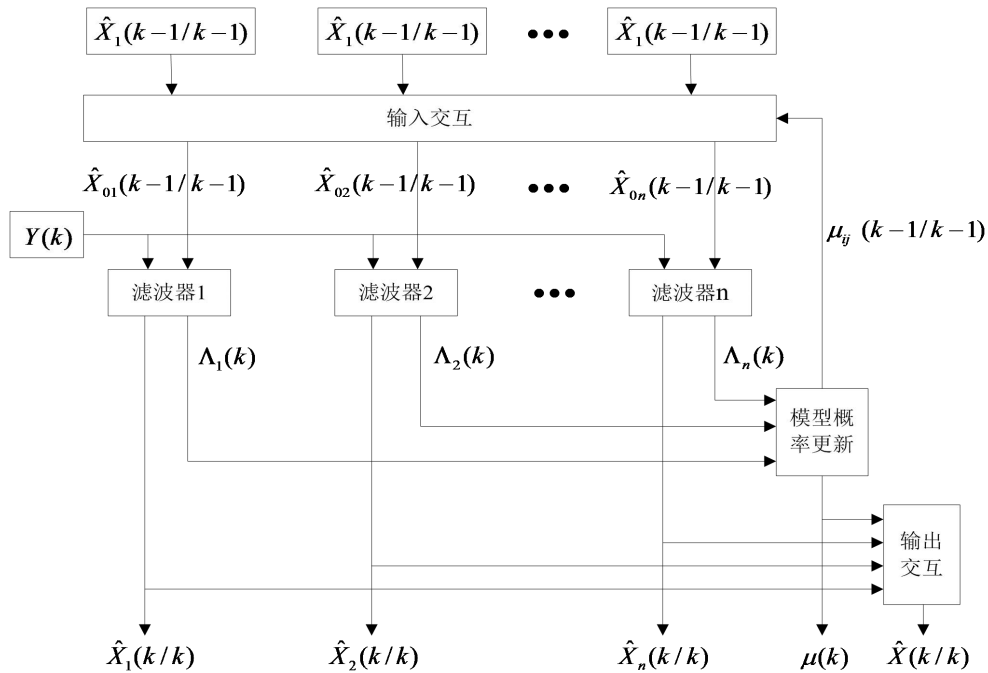 X̂₁(k−1/k−1) X̂₁(k−1/k−1) ••• X̂₁(k−1/k−1)
输入交互
X̂₀₁(k−1/k−1) X̂₀₂(k−1/k−1) ••• X̂₀ₙ(k−1/k−1)
Y(k)
μᵢⱼ (k−1/k−1)
滤波器1 滤波器2 ••• 滤波器n
Λ₁(k) Λ₂(k) Λₙ(k)
模型概
率更新
输出
交互
X̂₁(k/k) X̂₂(k/k) X̂ₙ(k/k) μ(k) X̂(k/k)